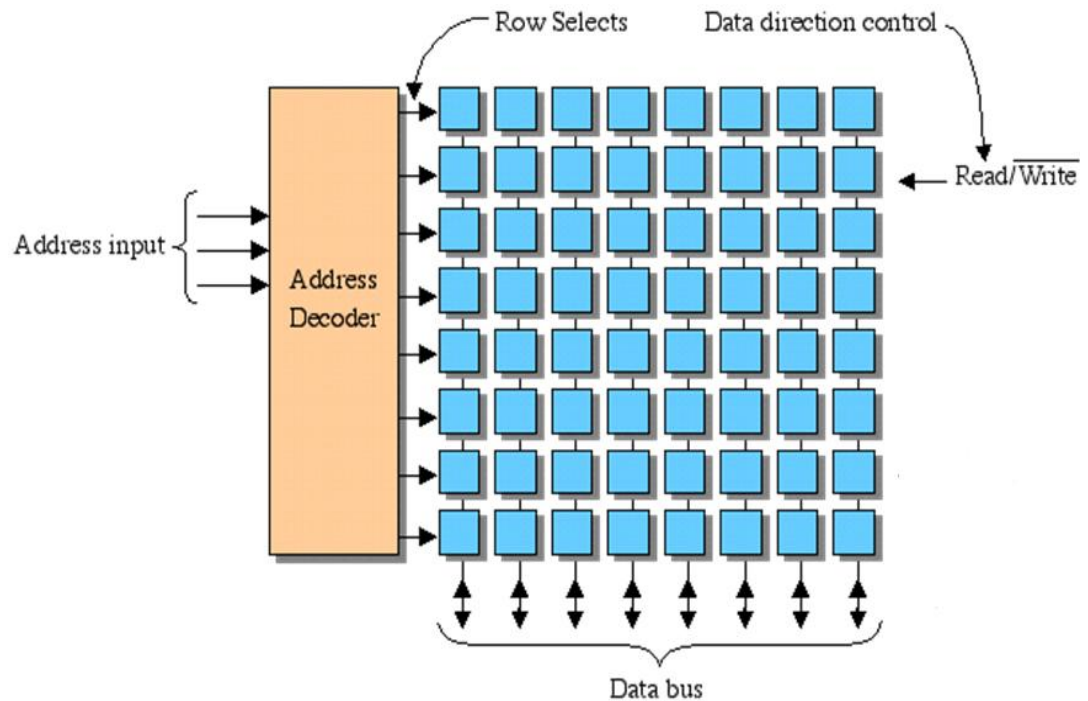 Row Selects
Data direction control
Read/Write
Address input
Address
Decoder
Data bus